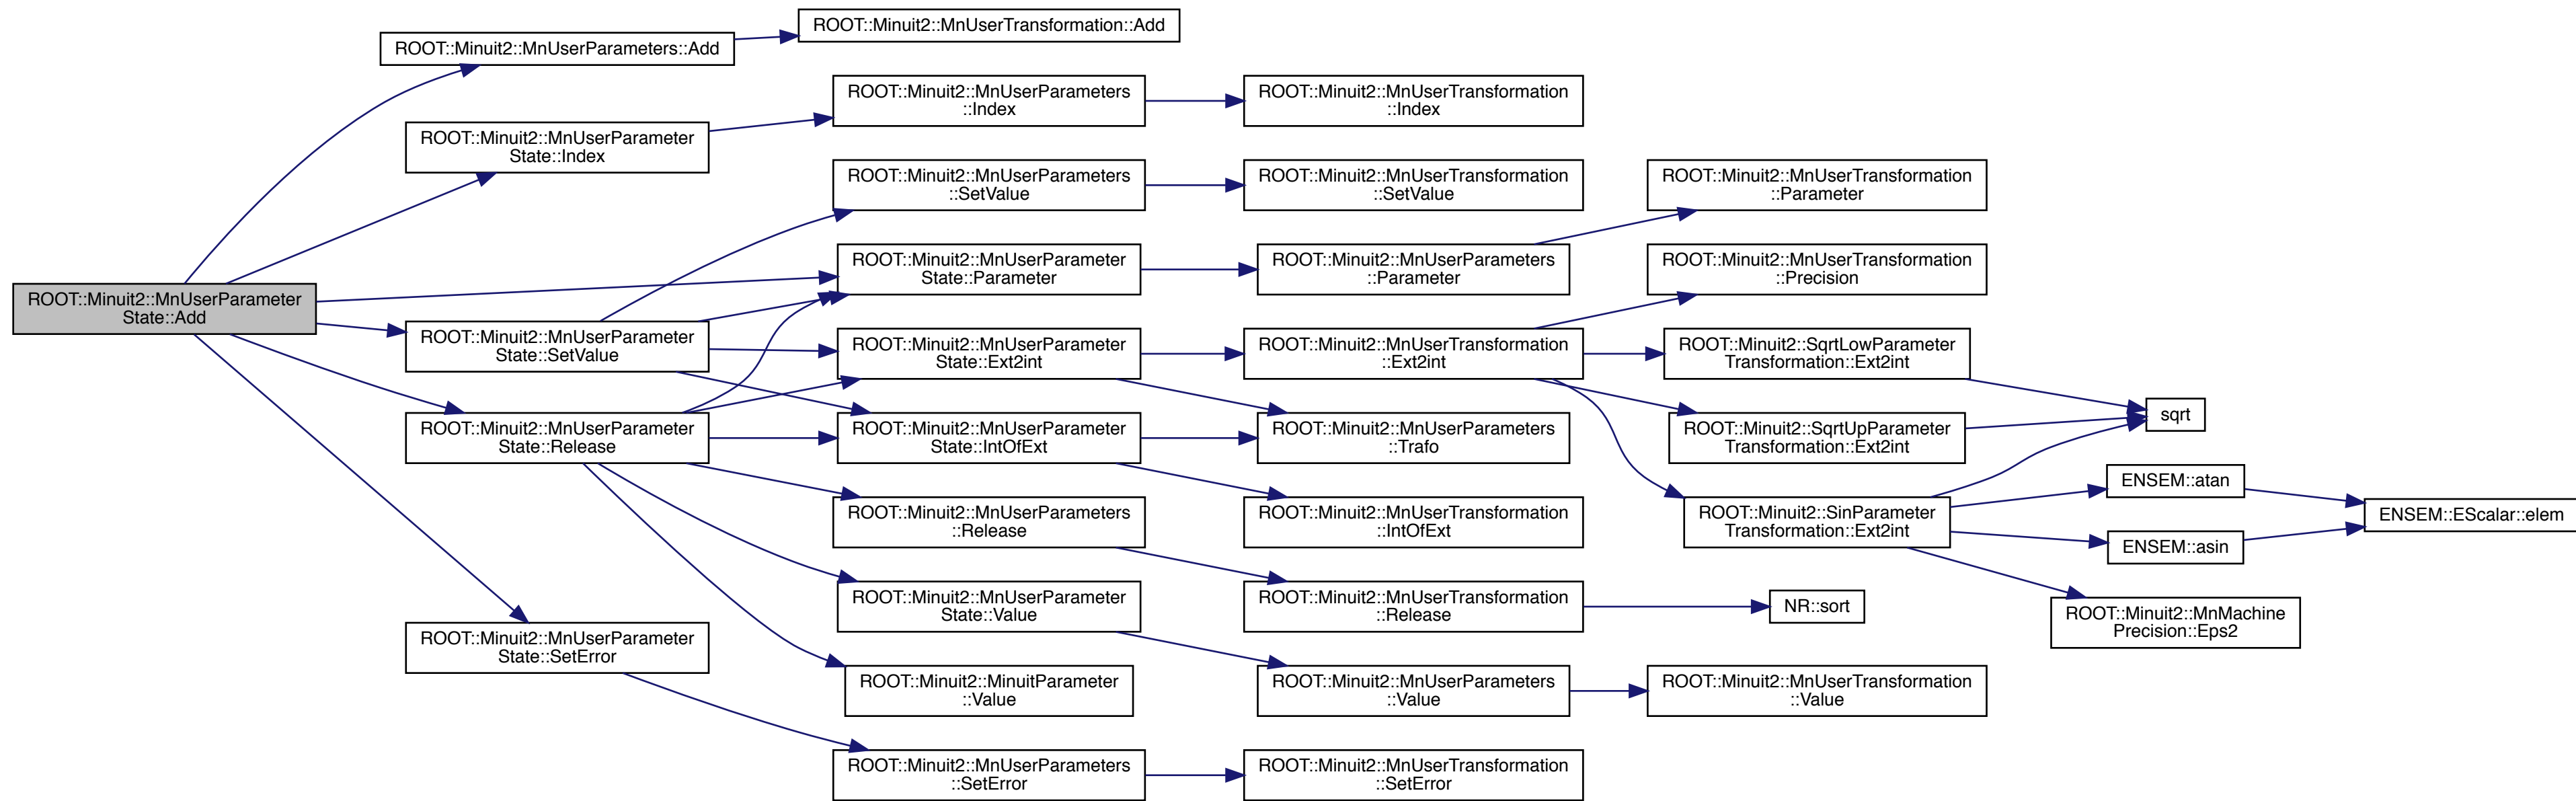 ROOT::Minuit2::MnUserParameter
State::Add
ROOT::Minuit2::MnUserParameters::Add
ROOT::Minuit2::MnUserTransformation::Add
ROOT::Minuit2::MnUserParameter
State::Index
ROOT::Minuit2::MnUserParameters
::Index
ROOT::Minuit2::MnUserTransformation
::Index
ROOT::Minuit2::MnUserParameters
::SetValue
ROOT::Minuit2::MnUserTransformation
::SetValue
ROOT::Minuit2::MnUserParameter
State::Parameter
ROOT::Minuit2::MnUserParameters
::Parameter
ROOT::Minuit2::MnUserTransformation
::Parameter
ROOT::Minuit2::MnUserTransformation
::Precision
ROOT::Minuit2::MnUserParameter
State::SetValue
ROOT::Minuit2::MnUserParameter
State::Ext2int
ROOT::Minuit2::MnUserTransformation
::Ext2int
ROOT::Minuit2::SqrtLowParameter
Transformation::Ext2int
ROOT::Minuit2::MnUserParameter
State::Release
ROOT::Minuit2::MnUserParameter
State::IntOfExt
ROOT::Minuit2::MnUserParameters
::Trafo
ROOT::Minuit2::SqrtUpParameter
Transformation::Ext2int
sqrt
ROOT::Minuit2::MnUserParameters
::Release
ROOT::Minuit2::MnUserTransformation
::IntOfExt
ROOT::Minuit2::SinParameter
Transformation::Ext2int
ENSEM::atan
ENSEM::asin
ENSEM::EScalar::elem
ROOT::Minuit2::MnUserParameter
State::Value
ROOT::Minuit2::MnUserTransformation
::Release
NR::sort
ROOT::Minuit2::MnMachine
Precision::Eps2
ROOT::Minuit2::MnUserParameter
State::SetError
ROOT::Minuit2::MinuitParameter
::Value
ROOT::Minuit2::MnUserParameters
::Value
ROOT::Minuit2::MnUserTransformation
::Value
ROOT::Minuit2::MnUserParameters
::SetError
ROOT::Minuit2::MnUserTransformation
::SetError